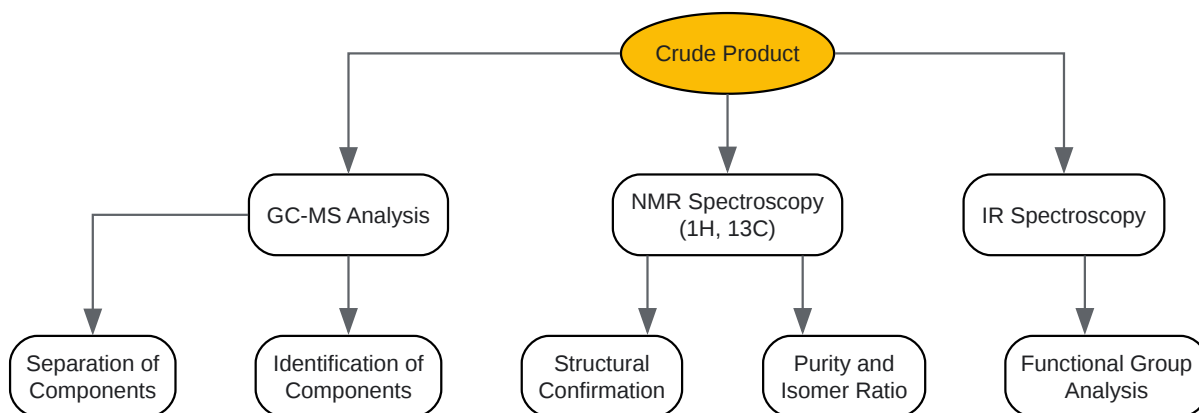 Crude Product
GC-MS Analysis
NMR Spectroscopy
(1H, 13C)
IR Spectroscopy
Separation of
Components
Identification of
Components
Structural
Confirmation
Purity and
Isomer Ratio
Functional Group
Analysis